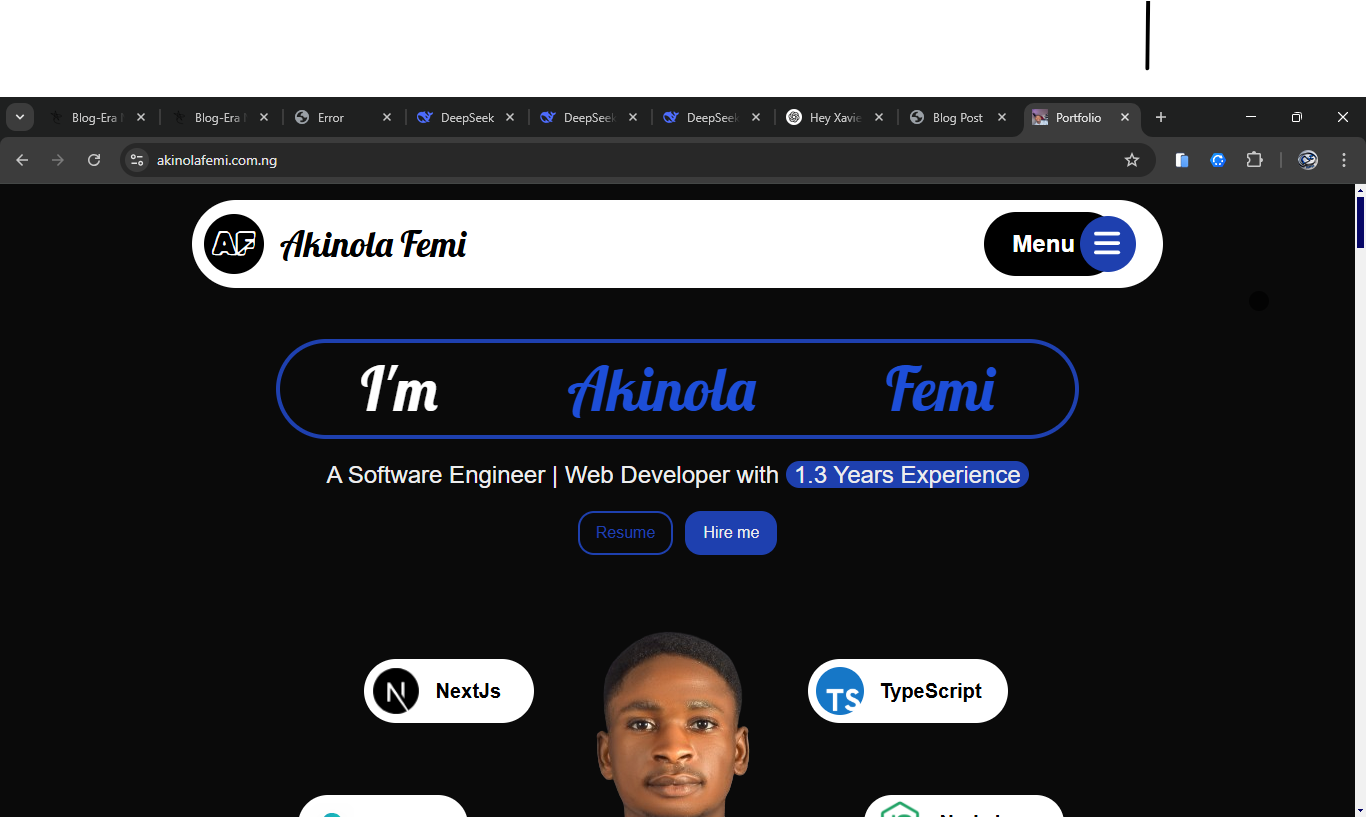 Blog-Era Blog-Era Error DeepSeek DeepSeek DeepSeek Hey Xavie Blog Post Portfolio
akinolafemi.com.ng
AF Akinola Femi Menu
I'm Akinola Femi
A Software Engineer | Web Developer with 1.3 Years Experience
Resume Hire me
N NextJs TS TypeScript